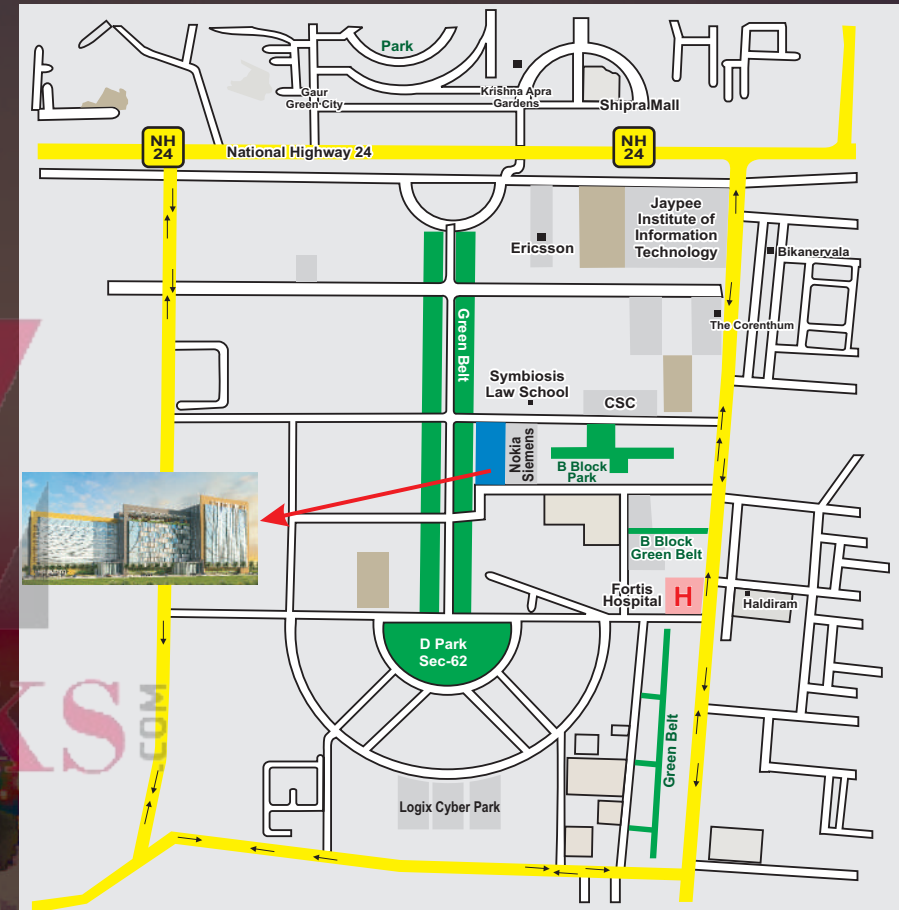 Park
Gaur
Green City
Krishna Apra
Gardens
Shipra Mall
NH
24
National Highway 24
NH
24
Jaypee
Institute of
Information
Technology
Ericsson
Bikanervala
The Corenthum
Green Belt
Symbiosis
Law School
CSC
Nokia
Siemens
B Block
Park
B Block
Green Belt
Fortis
Hospital
H
Haldiram
D Park
Sec-62
KS
.COM
Green Belt
Logix Cyber Park